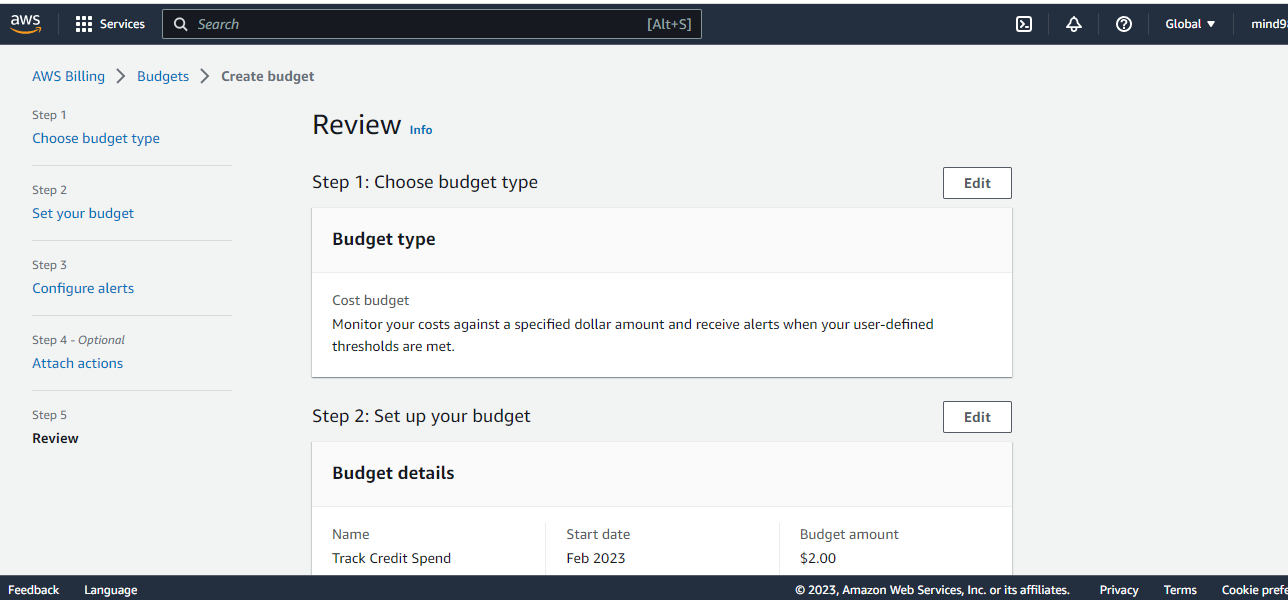 aws Services Search [Alt+S] Global mind9
AWS Billing Budgets Create budget
Step 1
Choose budget type
Step 2
Set your budget
Step 3
Configure alerts
Step 4 - Optional
Attach actions
Step 5
Review
Review Info
Step 1: Choose budget type Edit
Budget type
Cost budget
Monitor your costs against a specified dollar amount and receive alerts when your user-defined
thresholds are met.
Step 2: Set up your budget Edit
Budget details
Name Start date Budget amount
Track Credit Spend Feb 2023 $2.00
Feedback Language © 2023, Amazon Web Services, Inc. or its affiliates. Privacy Terms Cookie prefe